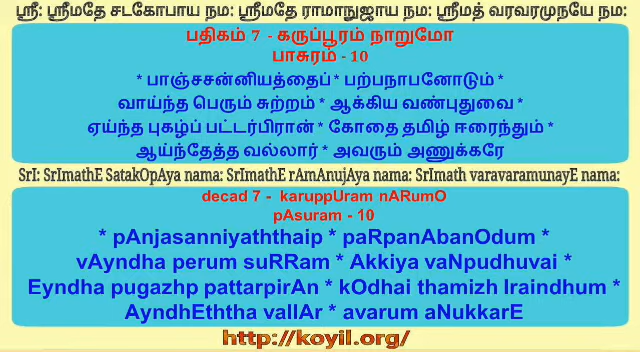 ஸ்ரீ: ஸ்ரீமதே சடகோபாய நம: ஸ்ரீமதே ராமாநுஜாய நம: ஸ்ரீமத் வரவரமுநயே நம:
பதிகம் 7 - கருப்பூரம் நாறுமோ
பாசுரம் - 10
* பாஞ்சசன்னியத்தைப் * பற்பநாபனோடும் *
வாய்ந்த பெரும் சுற்றம் * ஆக்கிய வண்புதுவை *
ஏய்ந்த புகழ்ப் பட்டர்பிரான் * கோதை தமிழ் ஈரைந்தும் *
ஆய்ந்தேத்த வல்லார் * அவரும் அணுக்கரே
SrI: SrImathE SatakOpAya nama: SrImathE rAmAnujAya nama: SrImath varavaramunayE nama:
decad 7 - karuppUram nARumO
pAsuram - 10
* pAnjasanniyaththaip * paRpanAbanOdum *
vAyndha perum suRRam * Akkiya vaNpudhuvai *
Eyndha pugazhp pattarpirAn * kOdhai thamizh Iraindhum *
AyndhEththa vallAr * avarum aNukkarE
http://koyil.org/